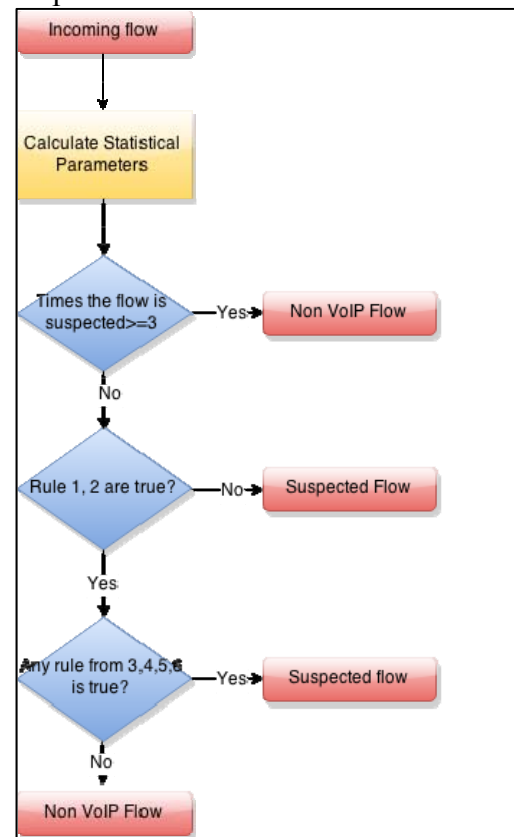 Incoming flow
Calculate Statistical
Parameters
Times the flow is
suspected>=3
Yes
Non VoIP Flow
No
Rule 1, 2 are true?
No
Suspected Flow
Yes
Any rule from 3,4,5,6
is true?
Yes
Suspected flow
No
Non VoIP Flow